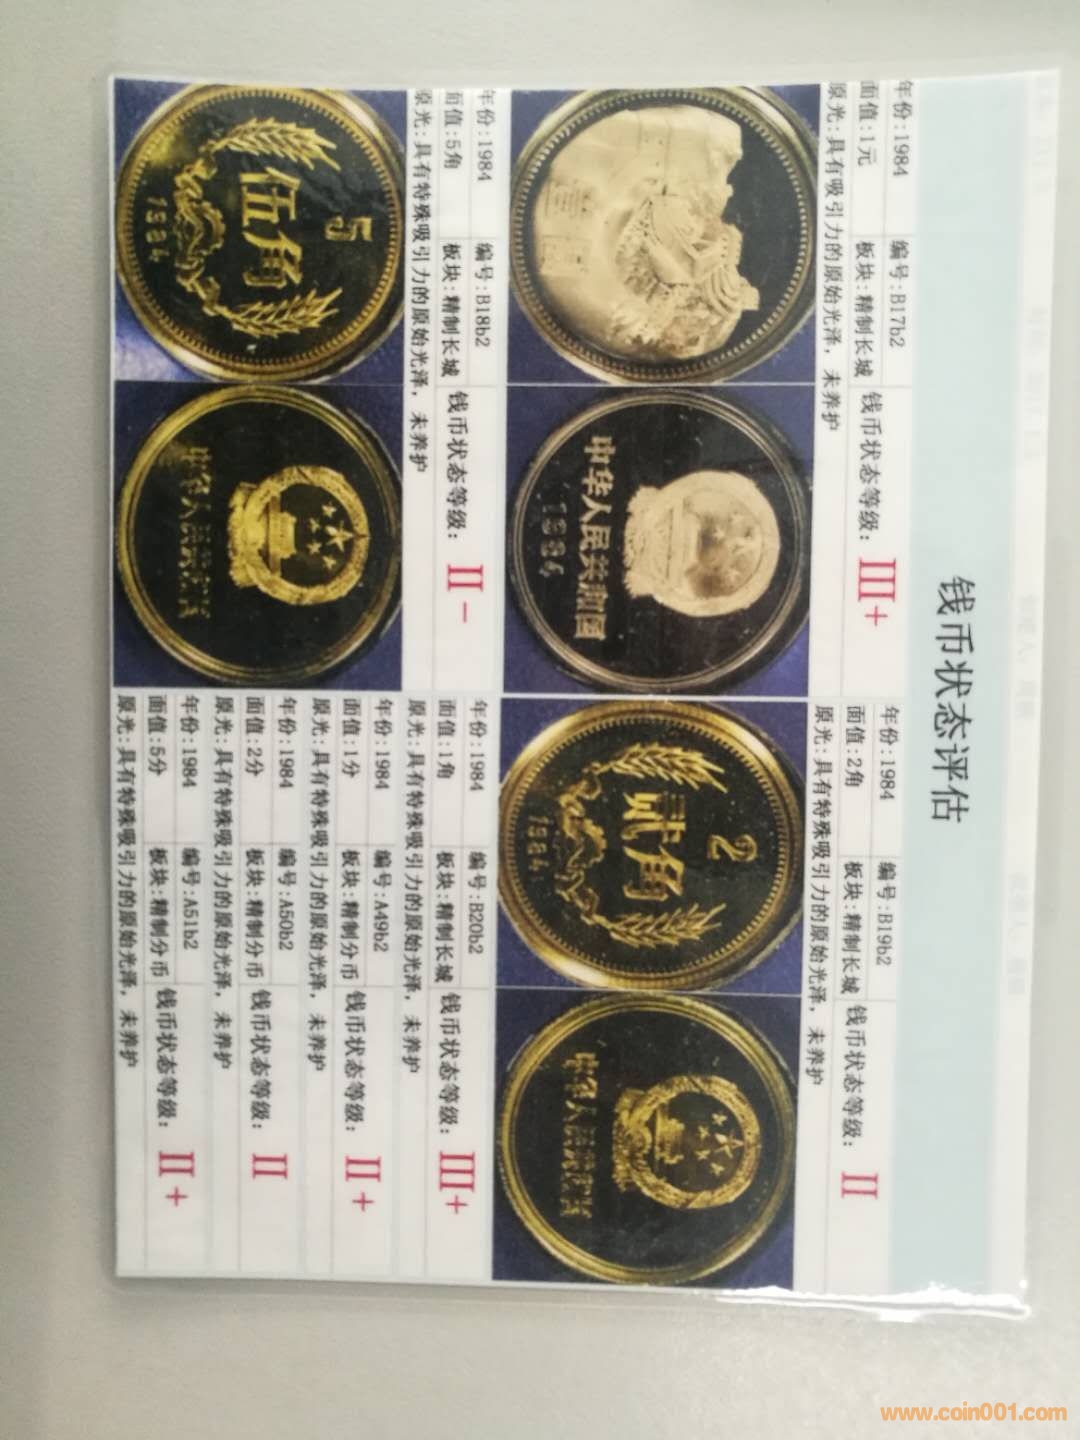 钱币状态评估
年份:1984 编号:B17b2
面值:1元 板块:精制长城 钱币状态等级: III+
原光:具有吸引力的原始光泽，未养护
中华人民共和国
1984
年份:1984 编号:B19b2
面值:2角 板块:精制长城 钱币状态等级: II
原光:具有特殊吸引力的原始光泽，未养护
2
贰角
1984
中华人民共和国
年份:1984 编号:B18b2
面值:5角 板块:精制长城 钱币状态等级: II-
原光:具有特殊吸引力的原始光泽，未养护
5
伍角
1984
中华人民共和国
年份:1984 编号:B20b2
面值:1角 板块:精制长城 钱币状态等级: III+
原光:具有特殊吸引力的原始光泽，未养护
年份:1984 编号:A49b2
面值:1分 板块:精制分币 钱币状态等级: II+
原光:具有特殊吸引力的原始光泽，未养护
年份:1984 编号:A50b2
面值:2分 板块:精制分币 钱币状态等级: II
原光:具有特殊吸引力的原始光泽，未养护
年份:1984 编号:A51b2
面值:5分 板块:精制分币 钱币状态等级: II+
原光:具有特殊吸引力的原始光泽，未养护
www.coin001.com